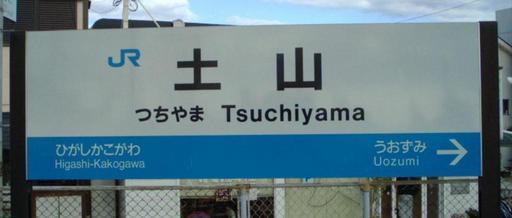 JR 土山
つちやま Tsuchiyama
ひがしかこがわ うおずみ →
Higashi-Kakogawa Uozumi